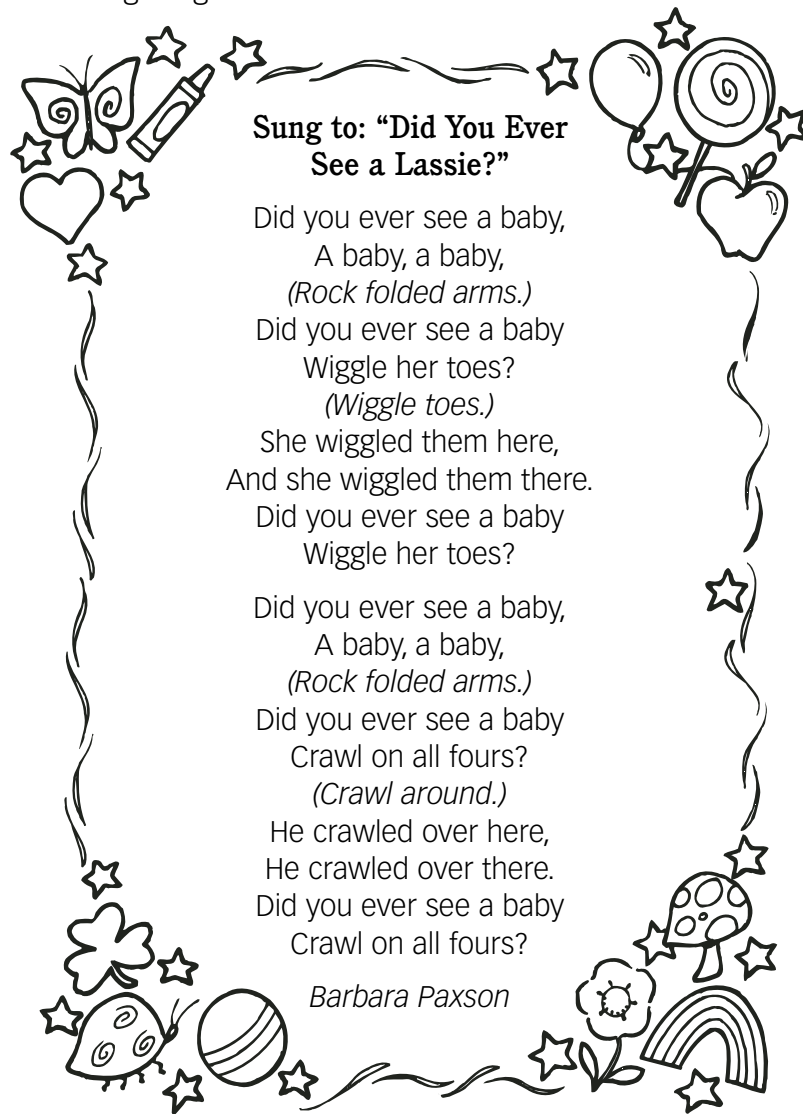 Sung to: “Did You Ever
See a Lassie?”
Did you ever see a baby,
A baby, a baby,
(Rock folded arms.)
Did you ever see a baby
Wiggle her toes?
(Wiggle toes.)
She wiggled them here,
And she wiggled them there.
Did you ever see a baby
Wiggle her toes?
Did you ever see a baby,
A baby, a baby,
(Rock folded arms.)
Did you ever see a baby
Crawl on all fours?
(Crawl around.)
He crawled over here,
He crawled over there.
Did you ever see a baby
Crawl on all fours?
Barbara Paxson